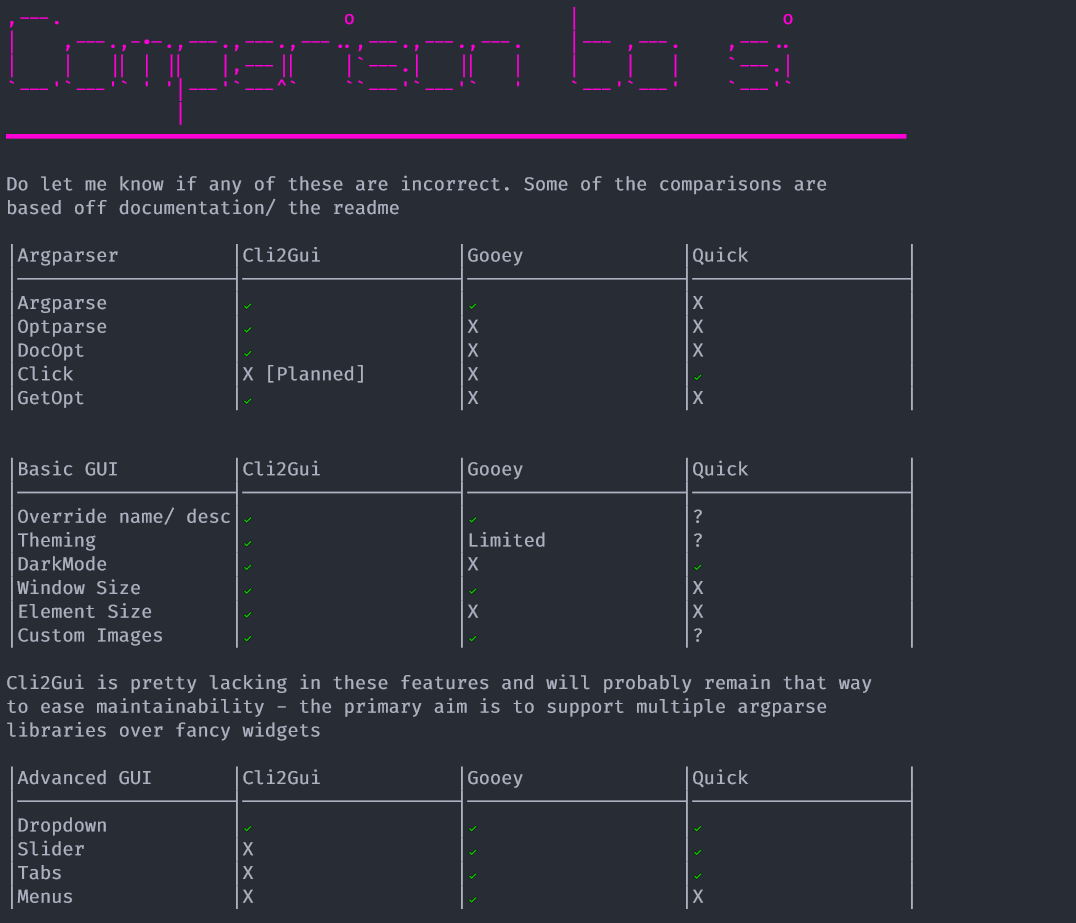 Comparison to si
Do let me know if any of these are incorrect. Some of the comparisons are
based off documentation/ the readme
|Argparser |Cli2Gui |Gooey |Quick |
|Argparse |✓ |✓ |X |
|Optparse |✓ |X |X |
|DocOpt |✓ |X |X |
|Click |X [Planned] |X |✓ |
|GetOpt |✓ |X |X |
|Basic GUI |Cli2Gui |Gooey |Quick |
|Override name/ desc|✓ |✓ |? |
|Theming |✓ |Limited |? |
|DarkMode |✓ |X |✓ |
|Window Size |✓ |✓ |X |
|Element Size |✓ |X |X |
|Custom Images |✓ |✓ |? |
Cli2Gui is pretty lacking in these features and will probably remain that way
to ease maintainability - the primary aim is to support multiple argparse
libraries over fancy widgets
|Advanced GUI |Cli2Gui |Gooey |Quick |
|Dropdown |✓ |✓ |✓ |
|Slider |X |✓ |✓ |
|Tabs |X |✓ |✓ |
|Menus |X |✓ |X |